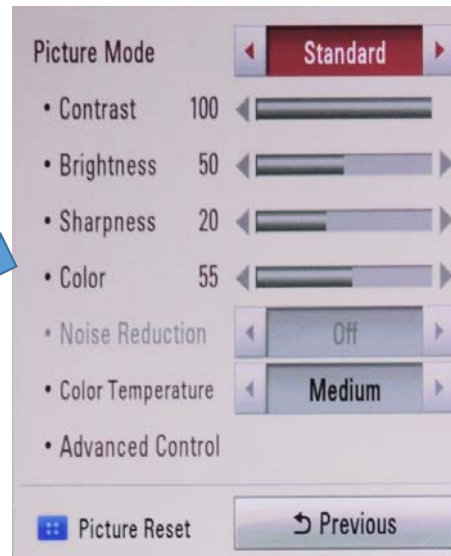 Picture Mode Standard
• Contrast 100
• Brightness 50
• Sharpness 20
• Color 55
• Noise Reduction Off
• Color Temperature Medium
• Advanced Control
Picture Reset Previous